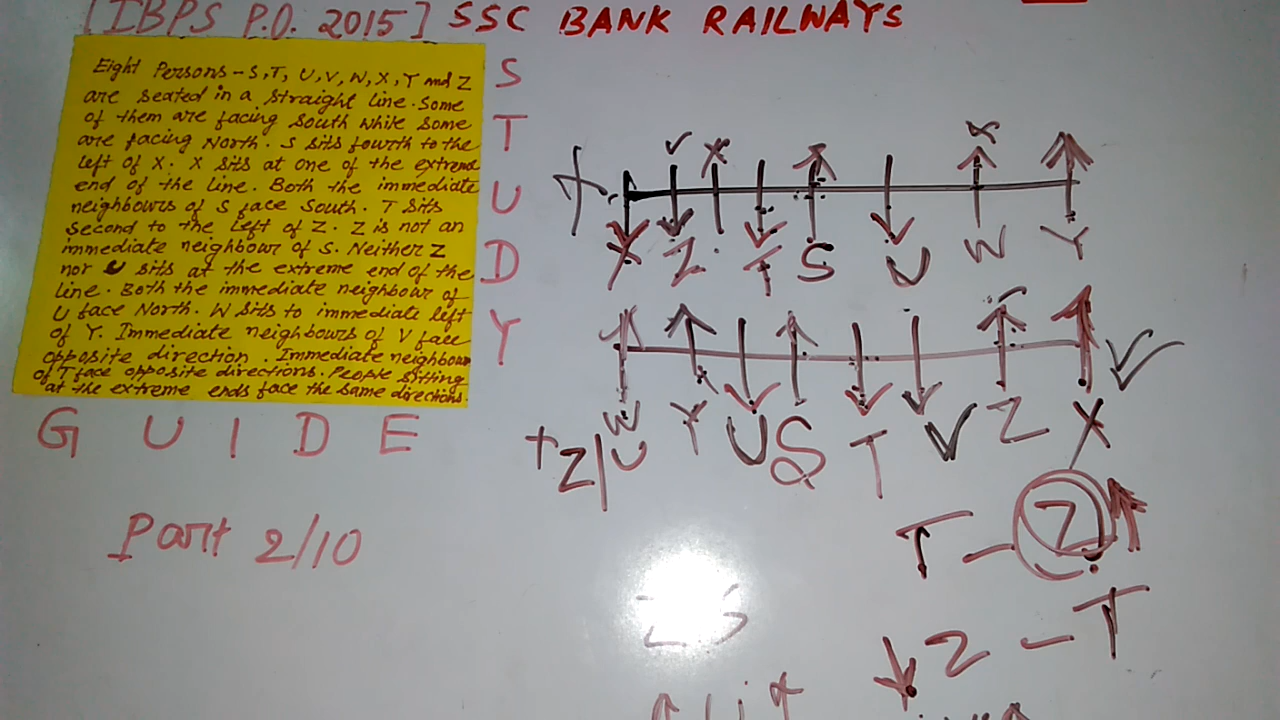 [IBPS P.O. 2015] SSC BANK RAILWAYS
Eight Persons - S, T, U, V, W, X, Y and Z
are seated in a straight line. Some
of them are facing South while some
are facing North. S sits fourth to the
left of X. X sits at one of the extreme
end of the line. Both the immediate
neighbours of S face South. T sits
second to the left of Z. Z is not an
immediate neighbour of S. Neither Z
nor U sits at the extreme end of the
line. Both the immediate neighbour of
U face North. W sits to immediate left
of Y. Immediate neighbours of V face
opposite direction. Immediate neighbours
of T face opposite directions. People sitting
at the extreme ends face the same directions.
S
T
U
D
Y
GUIDE
Part 2/10
X Z T S U W Y
W Y U S T V Z X
Z/U
T - Z
Z - T